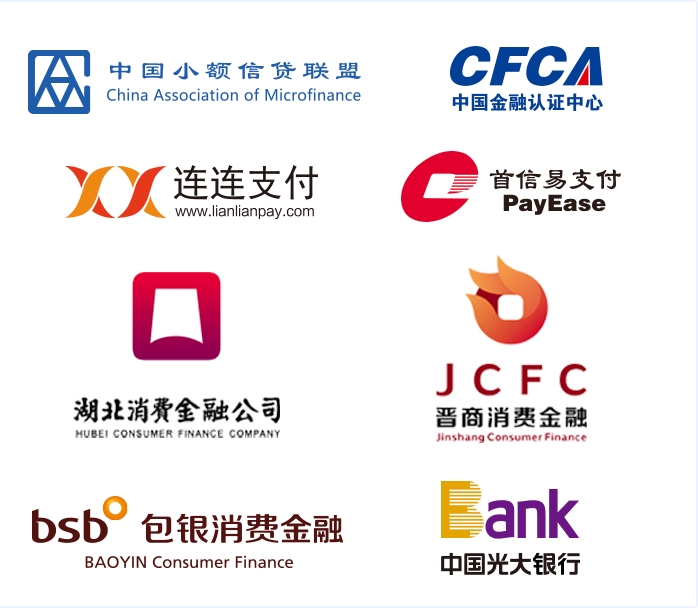 中国小额信贷联盟
China Association of Microfinance
CFCA
中国金融认证中心
连连支付
www.lianlianpay.com
首信易支付
PayEase
湖北消费金融公司
HUBEI CONSUMER FINANCE COMPANY
JCFC
晋商消费金融
Jinshang Consumer Finance
bsb 包银消费金融
BAOYIN Consumer Finance
Bank
中国光大银行